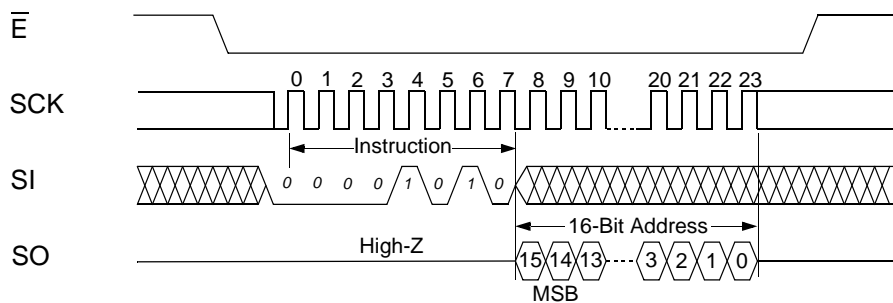 E
0 1 2 3 4 5 6 7 8 9 10 20 21 22 23
SCK
Instruction
SI
0 0 0 0 1 0 1 0
16-Bit Address
High-Z
SO
15 14 13 3 2 1 0
MSB